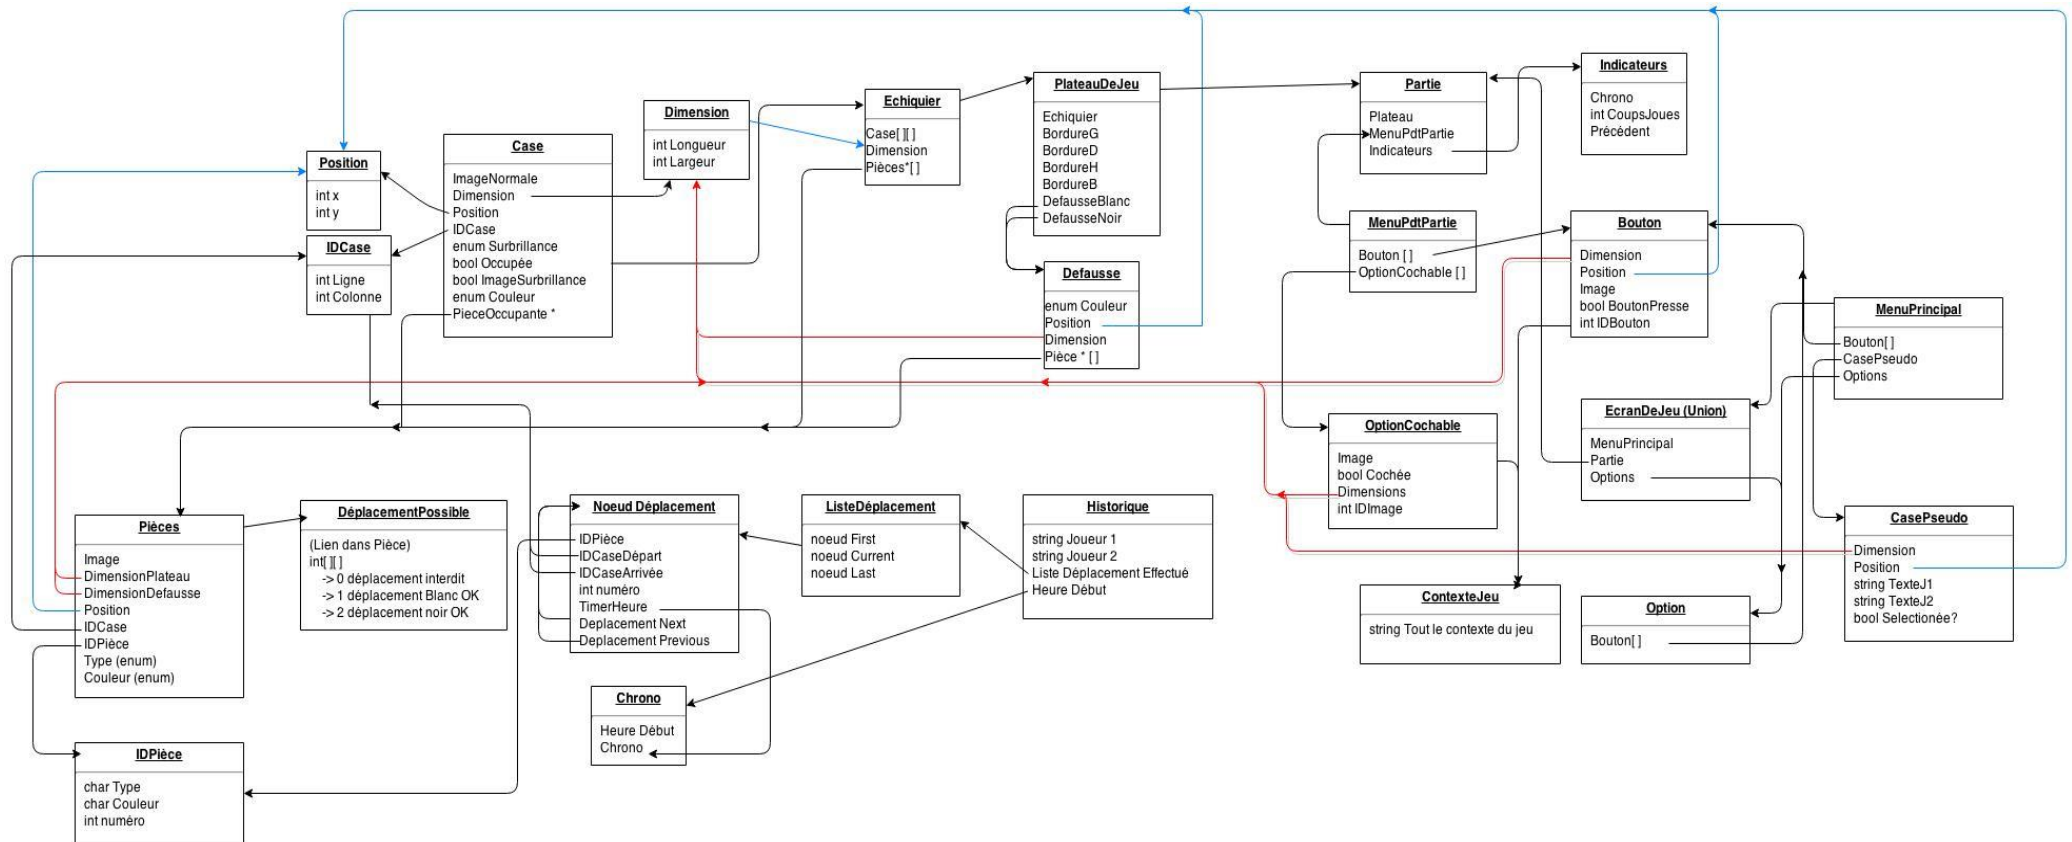 Position
int x
int y
IDCase
int Ligne
int Colonne
Case
ImageNormale
Dimension
Position
IDCase
enum Surbrillance
bool Occupée
bool ImageSurbrillance
enum Couleur
PieceOccupante *
Dimension
int Longueur
int Largeur
Echiquier
Case[ ][ ]
Dimension
Pièces*[ ]
PlateauDeJeu
Echiquier
BordureG
BordureD
BordureH
BordureB
DefausseBlanc
DefausseNoir
Defausse
enum Couleur
Position
Dimension
Pièce * [ ]
Partie
Plateau
MenuPdtPartie
Indicateurs
Indicateurs
Chrono
int CoupsJoues
Précédent
MenuPdtPartie
Bouton [ ]
OptionCochable [ ]
Bouton
Dimension
Position
Image
bool BoutonPresse
int IDBouton
MenuPrincipal
Bouton[ ]
CasePseudo
Options
EcranDeJeu (Union)
MenuPrincipal
Partie
Options
OptionCochable
Image
bool Cochée
Dimensions
int IDImage
CasePseudo
Dimension
Position
string TexteJ1
string TexteJ2
bool Selectionée?
Pièces
Image
DimensionPlateau
DimensionDefausse
Position
IDCase
IDPièce
Type (enum)
Couleur (enum)
DéplacementPossible
(Lien dans Pièce)
int[ ][ ]
-> 0 déplacement interdit
-> 1 déplacement Blanc OK
-> 2 déplacement noir OK
Noeud Déplacement
IDPièce
IDCaseDépart
IDCaseArrivée
int numéro
TimerHeure
Deplacement Next
Deplacement Previous
ListeDéplacement
noeud First
noeud Current
noeud Last
Historique
string Joueur 1
string Joueur 2
Liste Déplacement Effectué
Heure Début
ContexteJeu
string Tout le contexte du jeu
Option
Bouton[ ]
Chrono
Heure Début
Chrono
IDPièce
char Type
char Couleur
int numéro